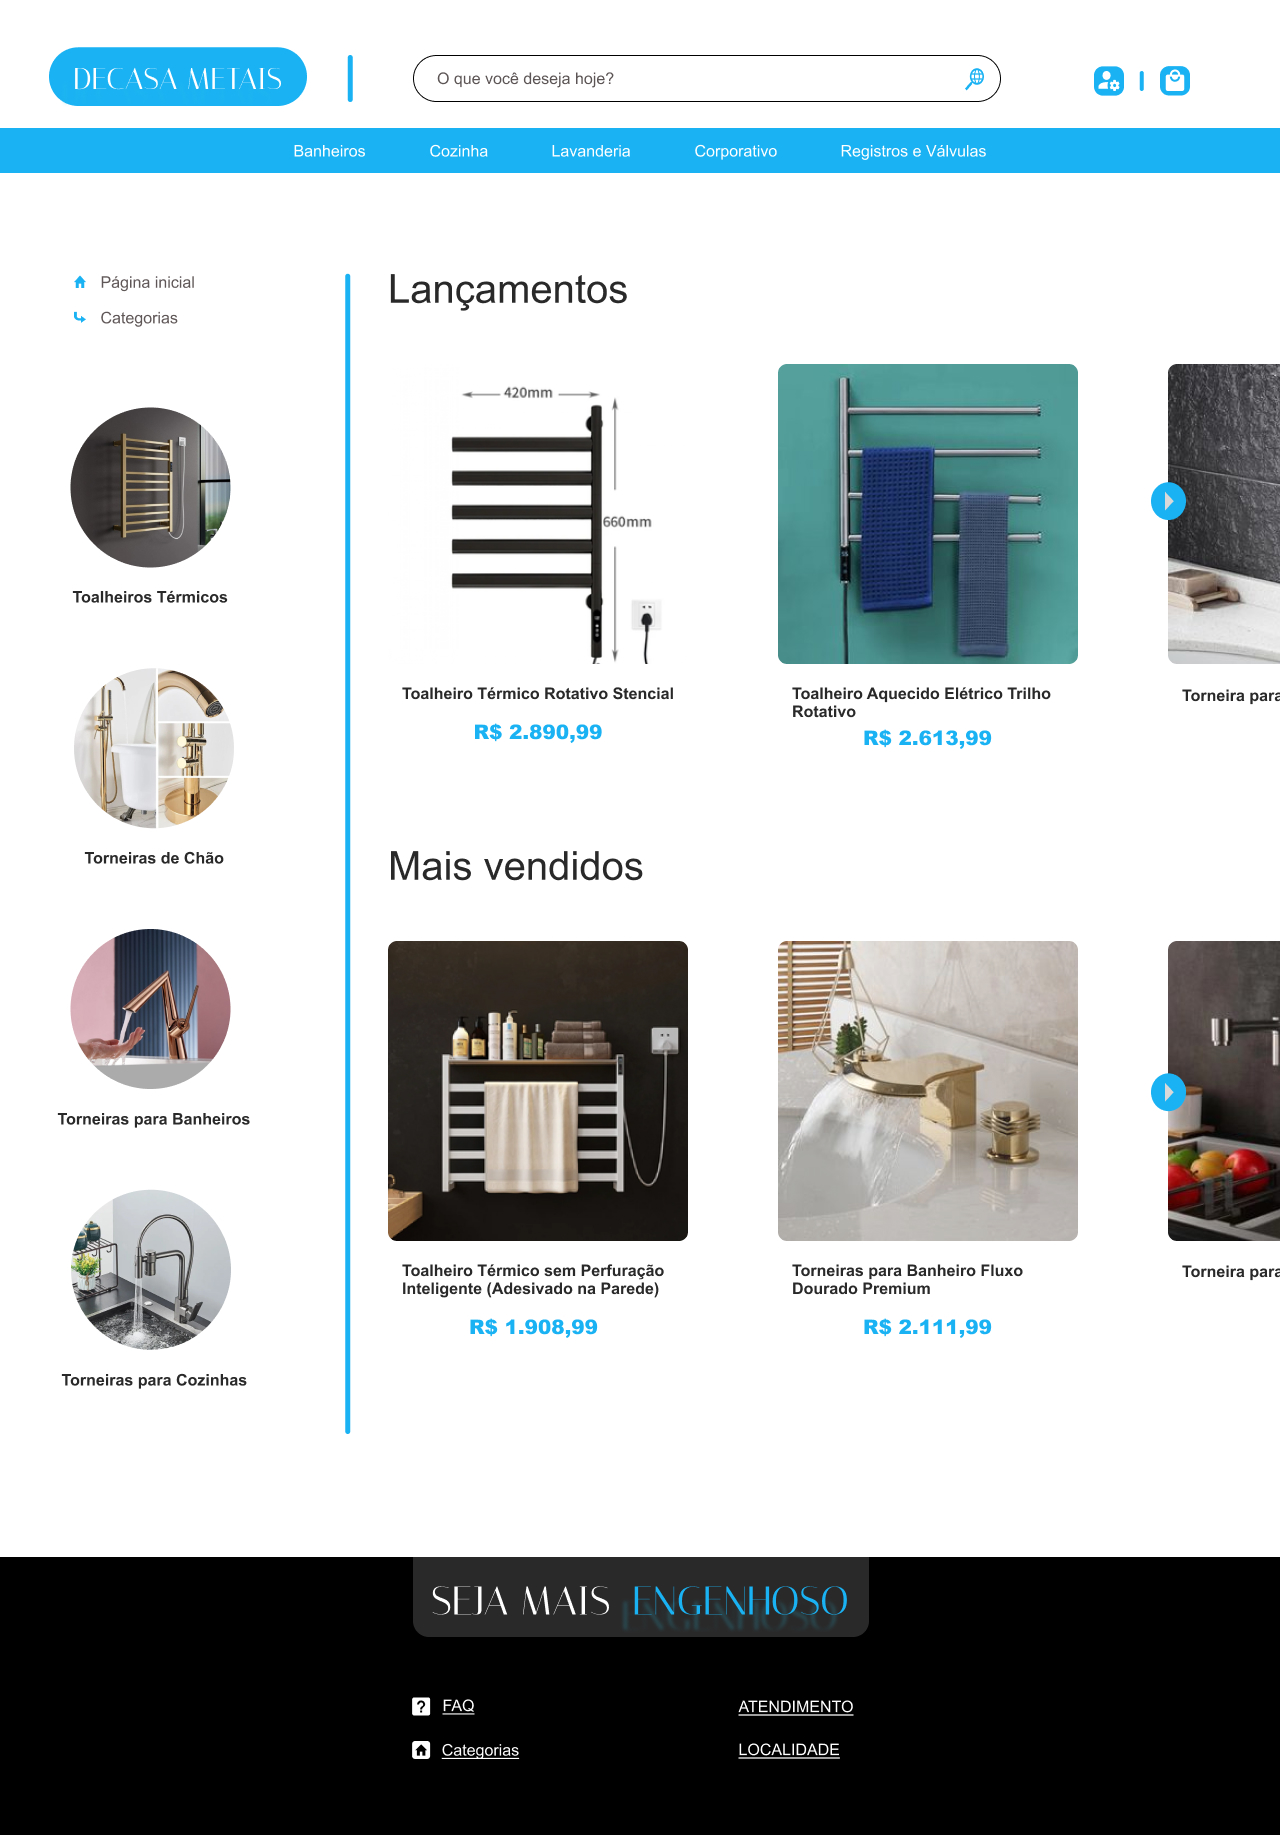 DECASA METAIS
O que você deseja hoje?
Banheiros
Cozinha
Lavanderia
Corporativo
Registros e Válvulas
Página inicial
Categorias
Toalheiros Térmicos
Torneiras de Chão
Torneiras para Banheiros
Torneiras para Cozinhas
Lançamentos
420mm
660mm
Toalheiro Térmico Rotativo Stencial
R$ 2.890,99
Toalheiro Aquecido Elétrico Trilho
Rotativo
R$ 2.613,99
Torneira para
Mais vendidos
Toalheiro Térmico sem Perfuração
Inteligente (Adesivado na Parede)
R$ 1.908,99
Torneiras para Banheiro Fluxo
Dourado Premium
R$ 2.111,99
Torneira para
SEJA MAIS ENGENHOSO
FAQ
ATENDIMENTO
Categorias
LOCALIDADE